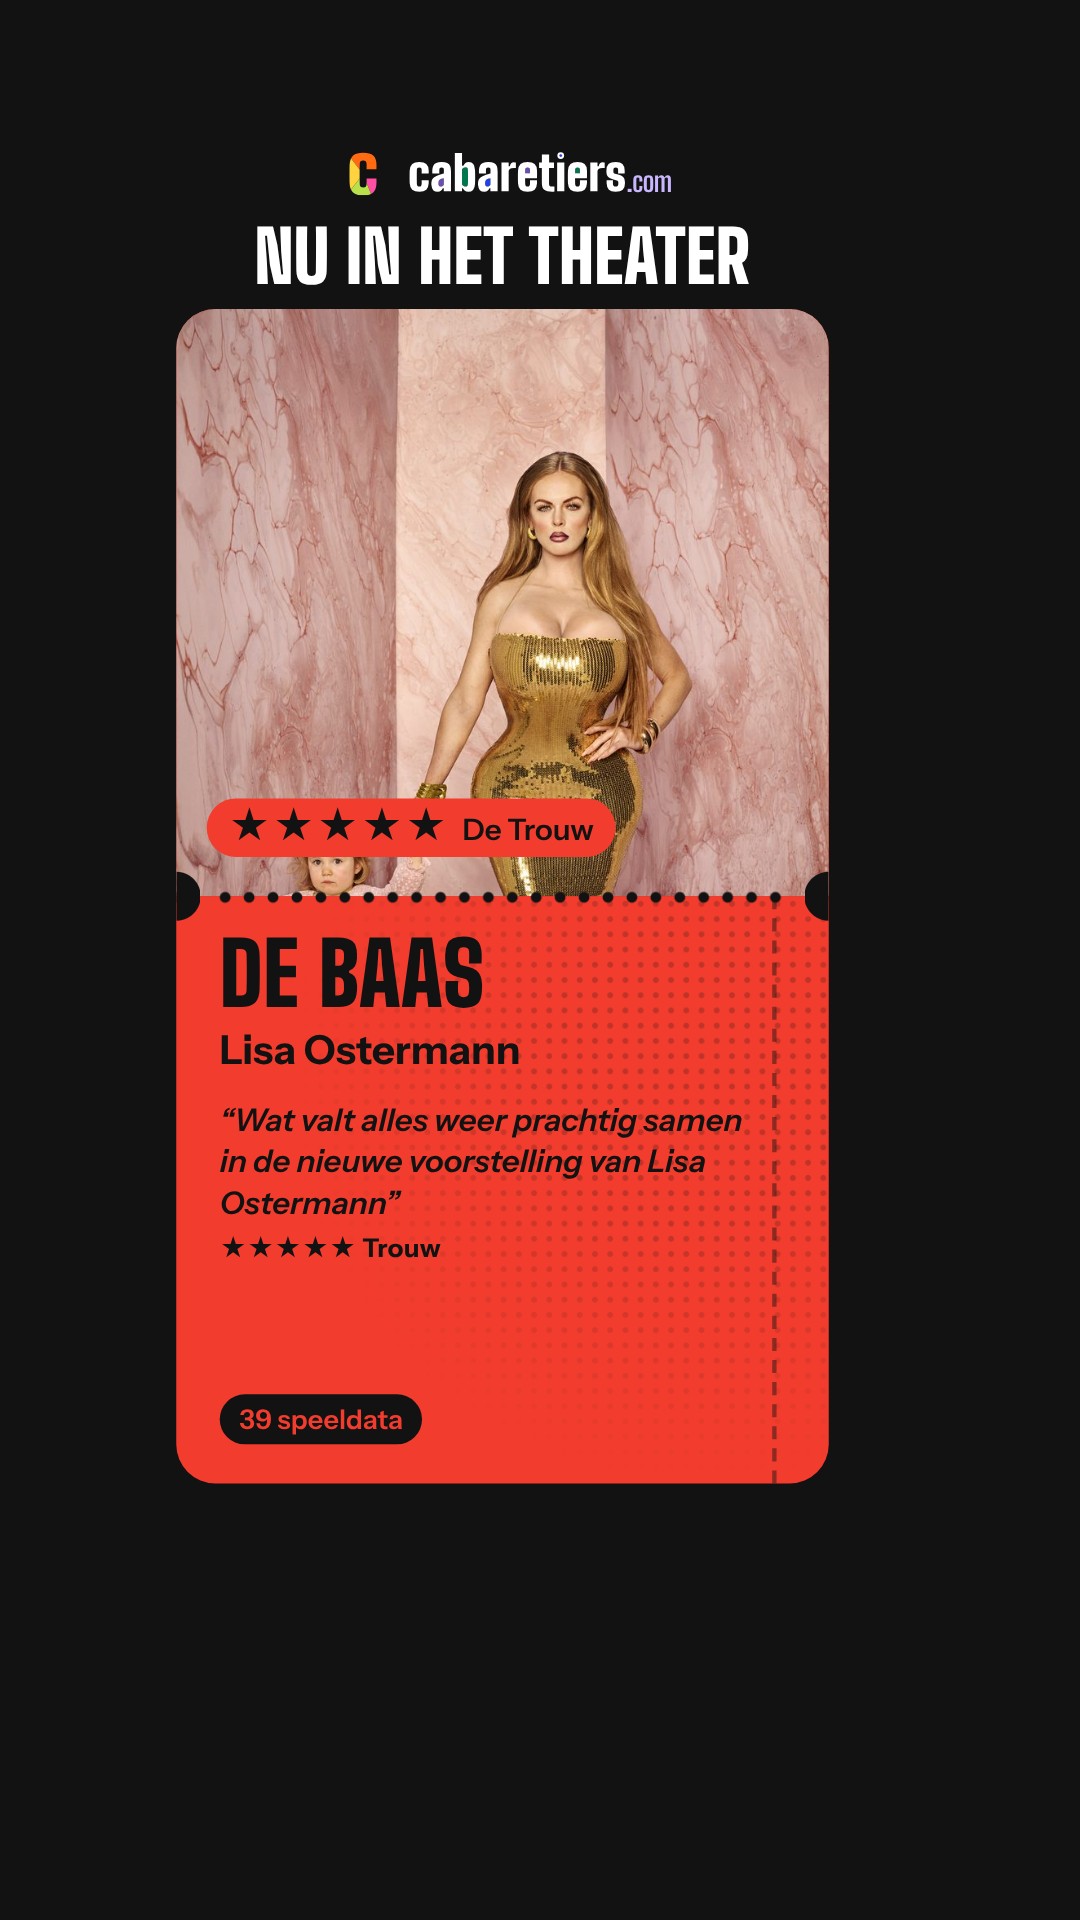 C cabaretiers.com
NU IN HET THEATER
★★★★★ De Trouw
DE BAAS
Lisa Ostermann
“Wat valt alles weer prachtig samen
in de nieuwe voorstelling van Lisa
Ostermann”
★★★★★ Trouw
39 speeldata